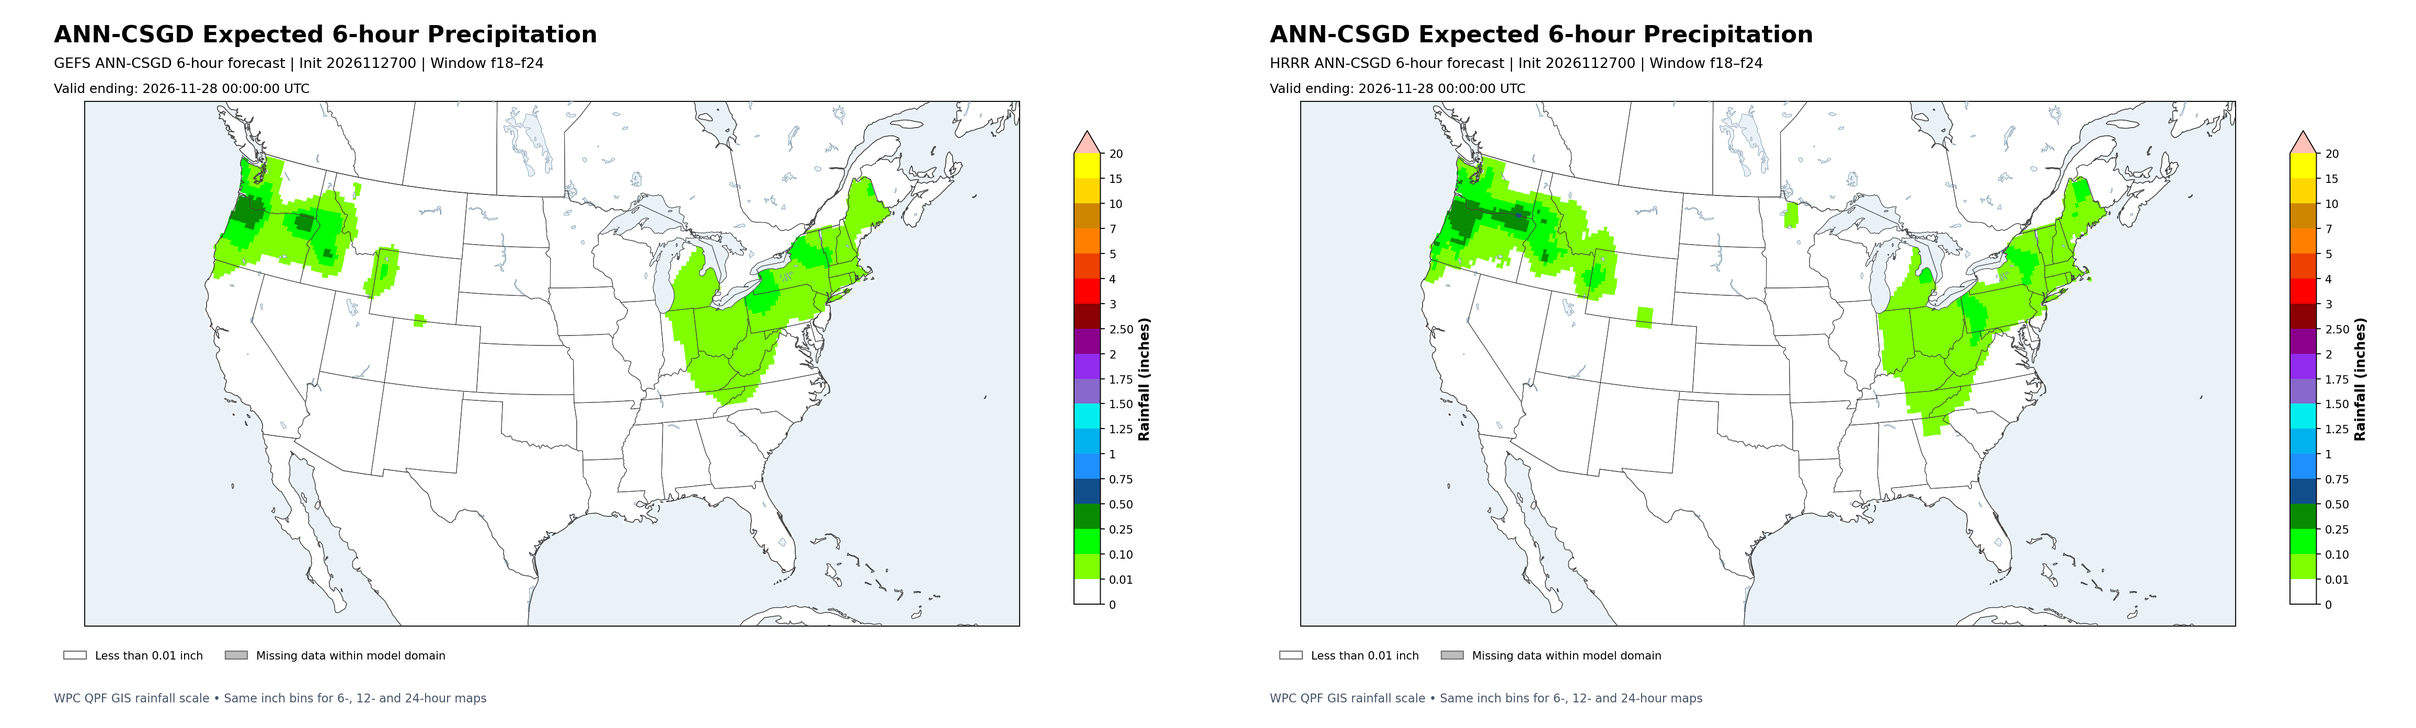 ANN-CSGD Expected 6-hour Precipitation
GEFS ANN-CSGD 6-hour forecast | Init 2026112700 | Window f18–f24
Valid ending: 2026-11-28 00:00:00 UTC
20
15
10
7
5
4
3
2.50
2
1.75
1.50
1.25
1
0.75
0.50
0.25
0.10
0.01
0
Rainfall (inches)
Less than 0.01 inch
Missing data within model domain
WPC QPF GIS rainfall scale • Same inch bins for 6-, 12- and 24-hour maps
ANN-CSGD Expected 6-hour Precipitation
HRRR ANN-CSGD 6-hour forecast | Init 2026112700 | Window f18–f24
Valid ending: 2026-11-28 00:00:00 UTC
20
15
10
7
5
4
3
2.50
2
1.75
1.50
1.25
1
0.75
0.50
0.25
0.10
0.01
0
Rainfall (inches)
Less than 0.01 inch
Missing data within model domain
WPC QPF GIS rainfall scale • Same inch bins for 6-, 12- and 24-hour maps